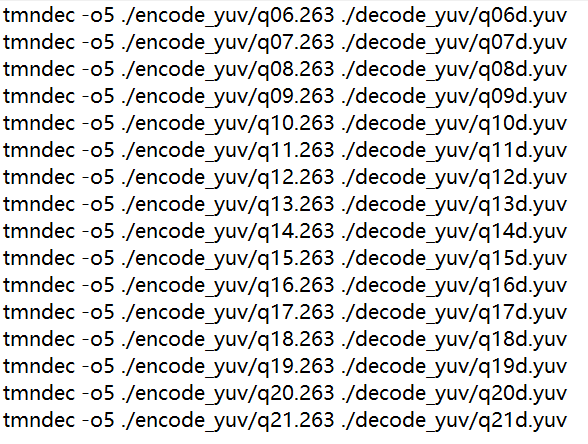 tmndec -o5 ./encode_yuv/q06.263 ./decode_yuv/q06d.yuv
tmndec -o5 ./encode_yuv/q07.263 ./decode_yuv/q07d.yuv
tmndec -o5 ./encode_yuv/q08.263 ./decode_yuv/q08d.yuv
tmndec -o5 ./encode_yuv/q09.263 ./decode_yuv/q09d.yuv
tmndec -o5 ./encode_yuv/q10.263 ./decode_yuv/q10d.yuv
tmndec -o5 ./encode_yuv/q11.263 ./decode_yuv/q11d.yuv
tmndec -o5 ./encode_yuv/q12.263 ./decode_yuv/q12d.yuv
tmndec -o5 ./encode_yuv/q13.263 ./decode_yuv/q13d.yuv
tmndec -o5 ./encode_yuv/q14.263 ./decode_yuv/q14d.yuv
tmndec -o5 ./encode_yuv/q15.263 ./decode_yuv/q15d.yuv
tmndec -o5 ./encode_yuv/q16.263 ./decode_yuv/q16d.yuv
tmndec -o5 ./encode_yuv/q17.263 ./decode_yuv/q17d.yuv
tmndec -o5 ./encode_yuv/q18.263 ./decode_yuv/q18d.yuv
tmndec -o5 ./encode_yuv/q19.263 ./decode_yuv/q19d.yuv
tmndec -o5 ./encode_yuv/q20.263 ./decode_yuv/q20d.yuv
tmndec -o5 ./encode_yuv/q21.263 ./decode_yuv/q21d.yuv